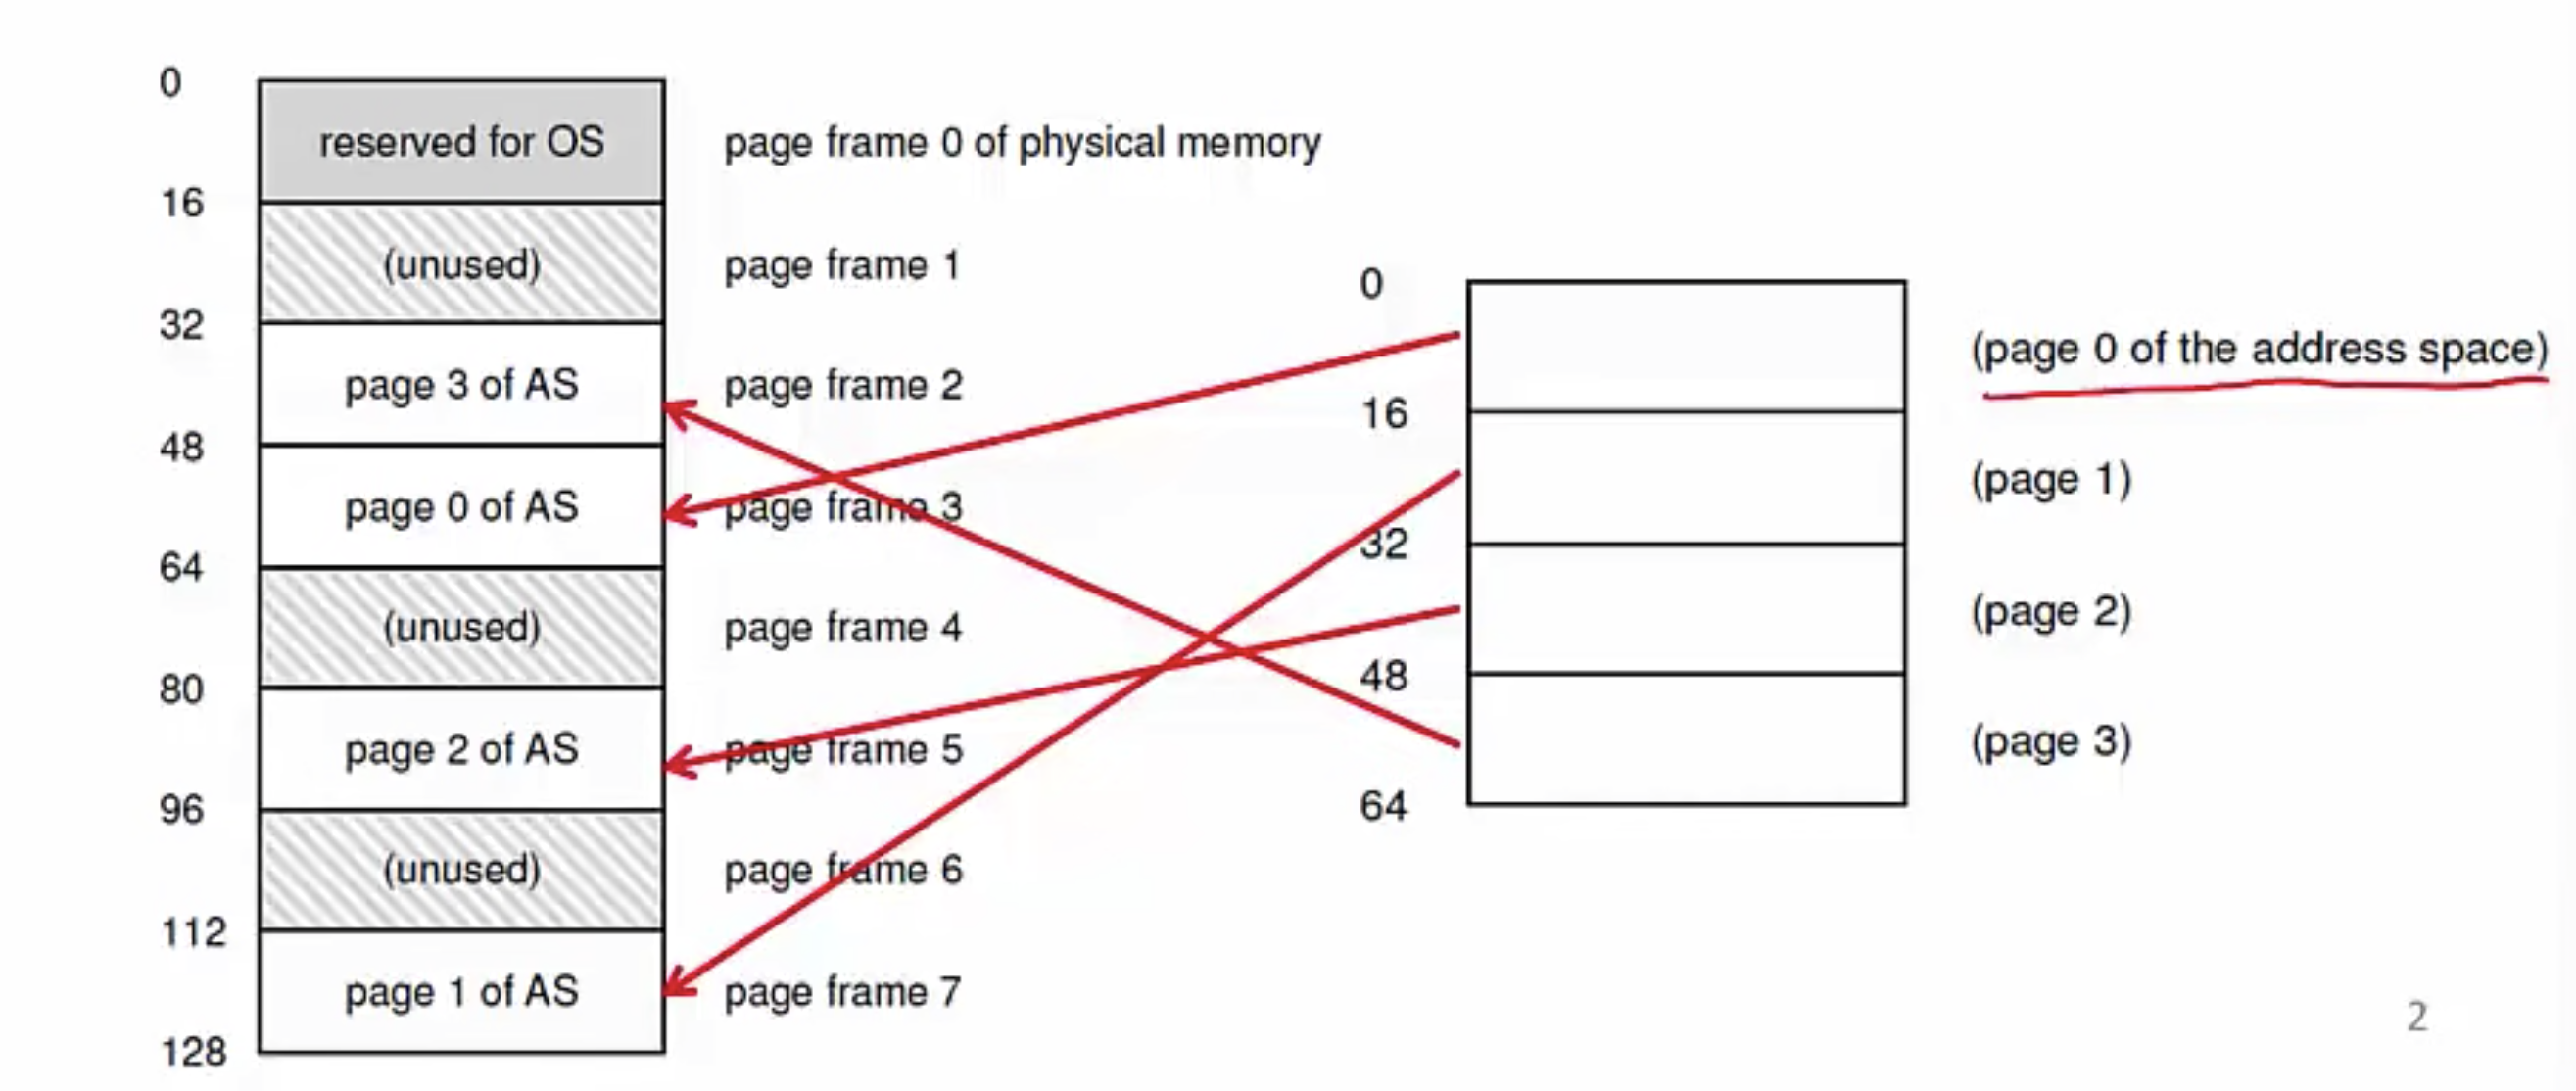 0
reserved for OS
page frame 0 of physical memory
16
(unused)
page frame 1
32
page 3 of AS
page frame 2
48
page 0 of AS
page frame 3
64
(unused)
page frame 4
80
page 2 of AS
page frame 5
96
(unused)
page frame 6
112
page 1 of AS
page frame 7
128
0
(page 0 of the address space)
16
(page 1)
32
(page 2)
48
(page 3)
64
2